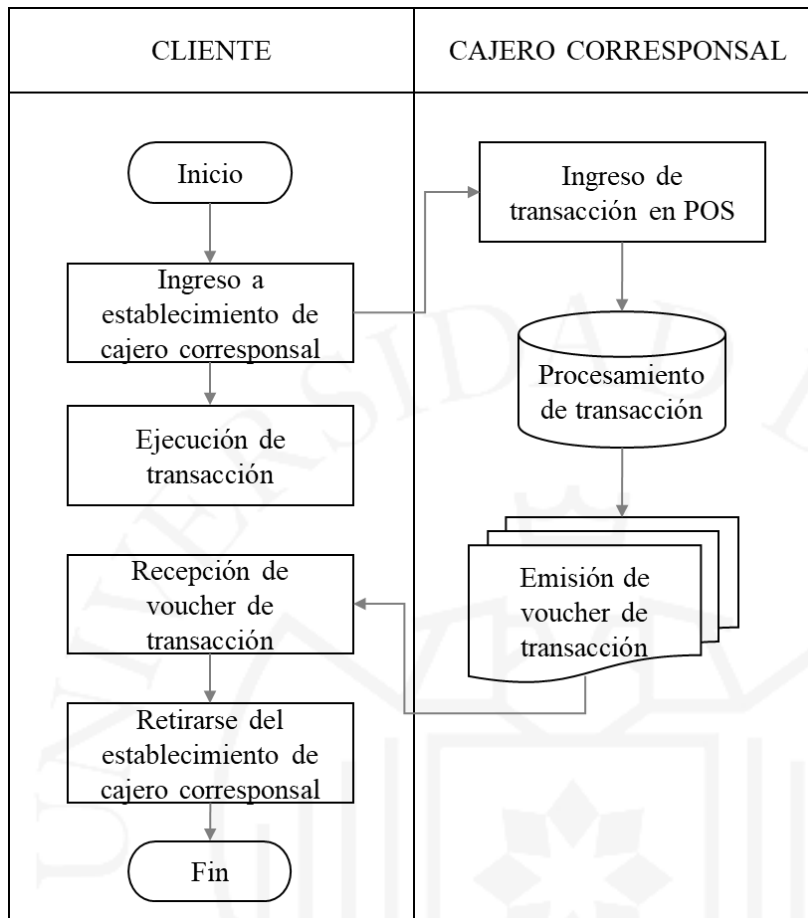 CLIENTE
CAJERO CORRESPONSAL
Inicio
Ingreso a
establecimiento de
cajero corresponsal
Ejecución de
transacción
Recepción de
voucher de
transacción
Retirarse del
establecimiento de
cajero corresponsal
Fin
Ingreso de
transacción en POS
Procesamiento
de transacción
Emisión de
voucher de
transacción
UNIVERSIDAD